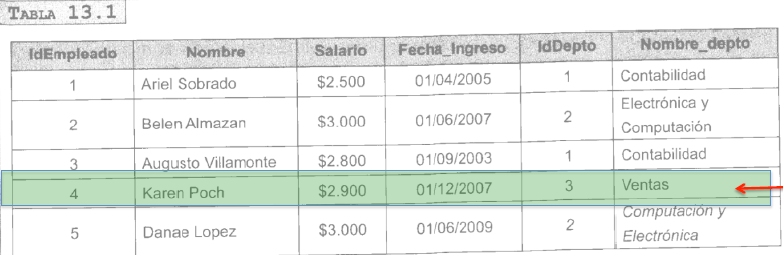 TABLA 13.1
IdEmpleado Nombre Salario Fecha_Ingreso IdDepto Nombre_depto
1 Ariel Sobrado $2.500 01/04/2005 1 Contabilidad
2 Belen Almazan $3.000 01/06/2007 2 Electrónica y
Computación
3 Augusto Villamonte $2.800 01/09/2003 1 Contabilidad
4 Karen Poch $2.900 01/12/2007 3 Ventas
5 Danae Lopez $3.000 01/06/2009 2 Computación y
Electrónica